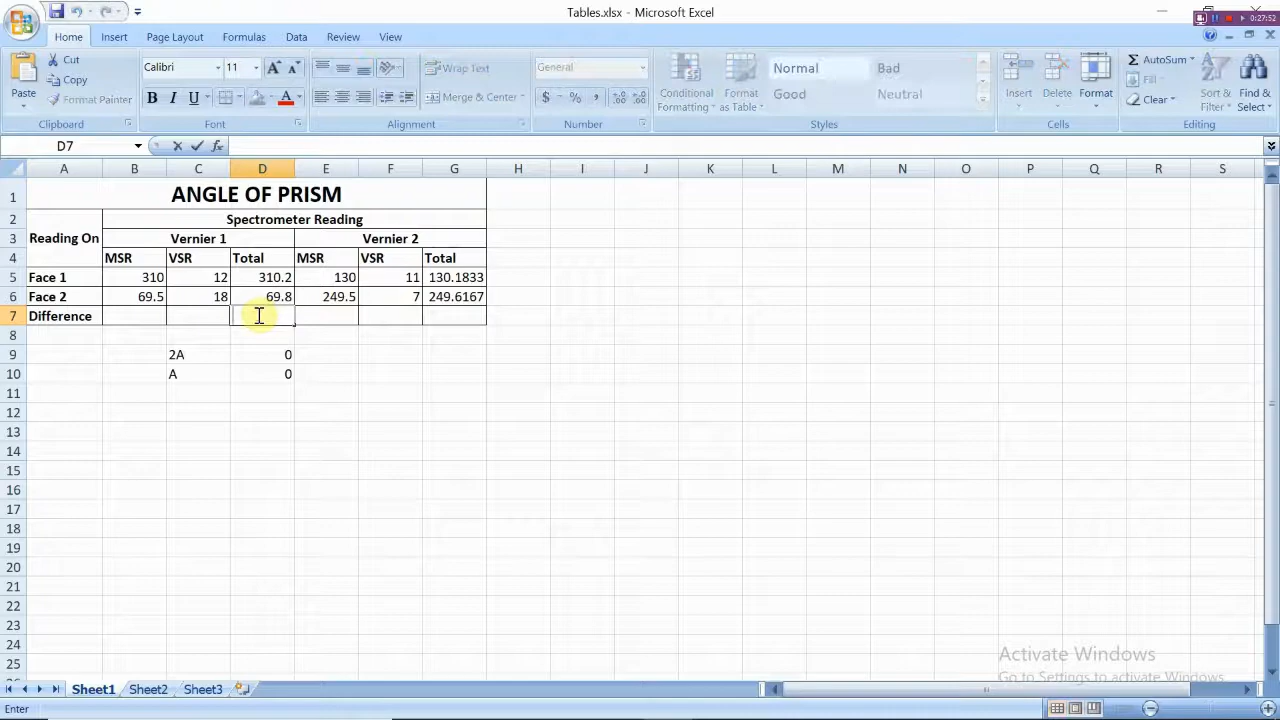 Tables.xlsx - Microsoft Excel
00:27:52
Home Insert Page Layout Formulas Data Review View
Cut
Copy
Format Painter
Paste
Clipboard
Calibri 11
B I U
Font
Wrap Text
Merge & Center
Alignment
General
$ % ,
Number
Conditional Formatting
Format as Table
Normal Bad
Good Neutral
Styles
Insert Delete Format
Cells
AutoSum
Fill
Clear
Sort & Filter
Find & Select
Editing
D7 fx
A B C D E F G H I J K L M N O P Q R S
1 ANGLE OF PRISM
2 Spectrometer Reading
3 Reading On Vernier 1 Vernier 2
4 MSR VSR Total MSR VSR Total
5 Face 1 310 12 310.2 130 11 130.1833
6 Face 2 69.5 18 69.8 249.5 7 249.6167
7 Difference
8
9 2A 0
10 A 0
11
12
13
14
15
16
17
18
19
20
21
22
23
24
25
Activate Windows
Go to Settings to activate Windows.
Sheet1 Sheet2 Sheet3
Enter